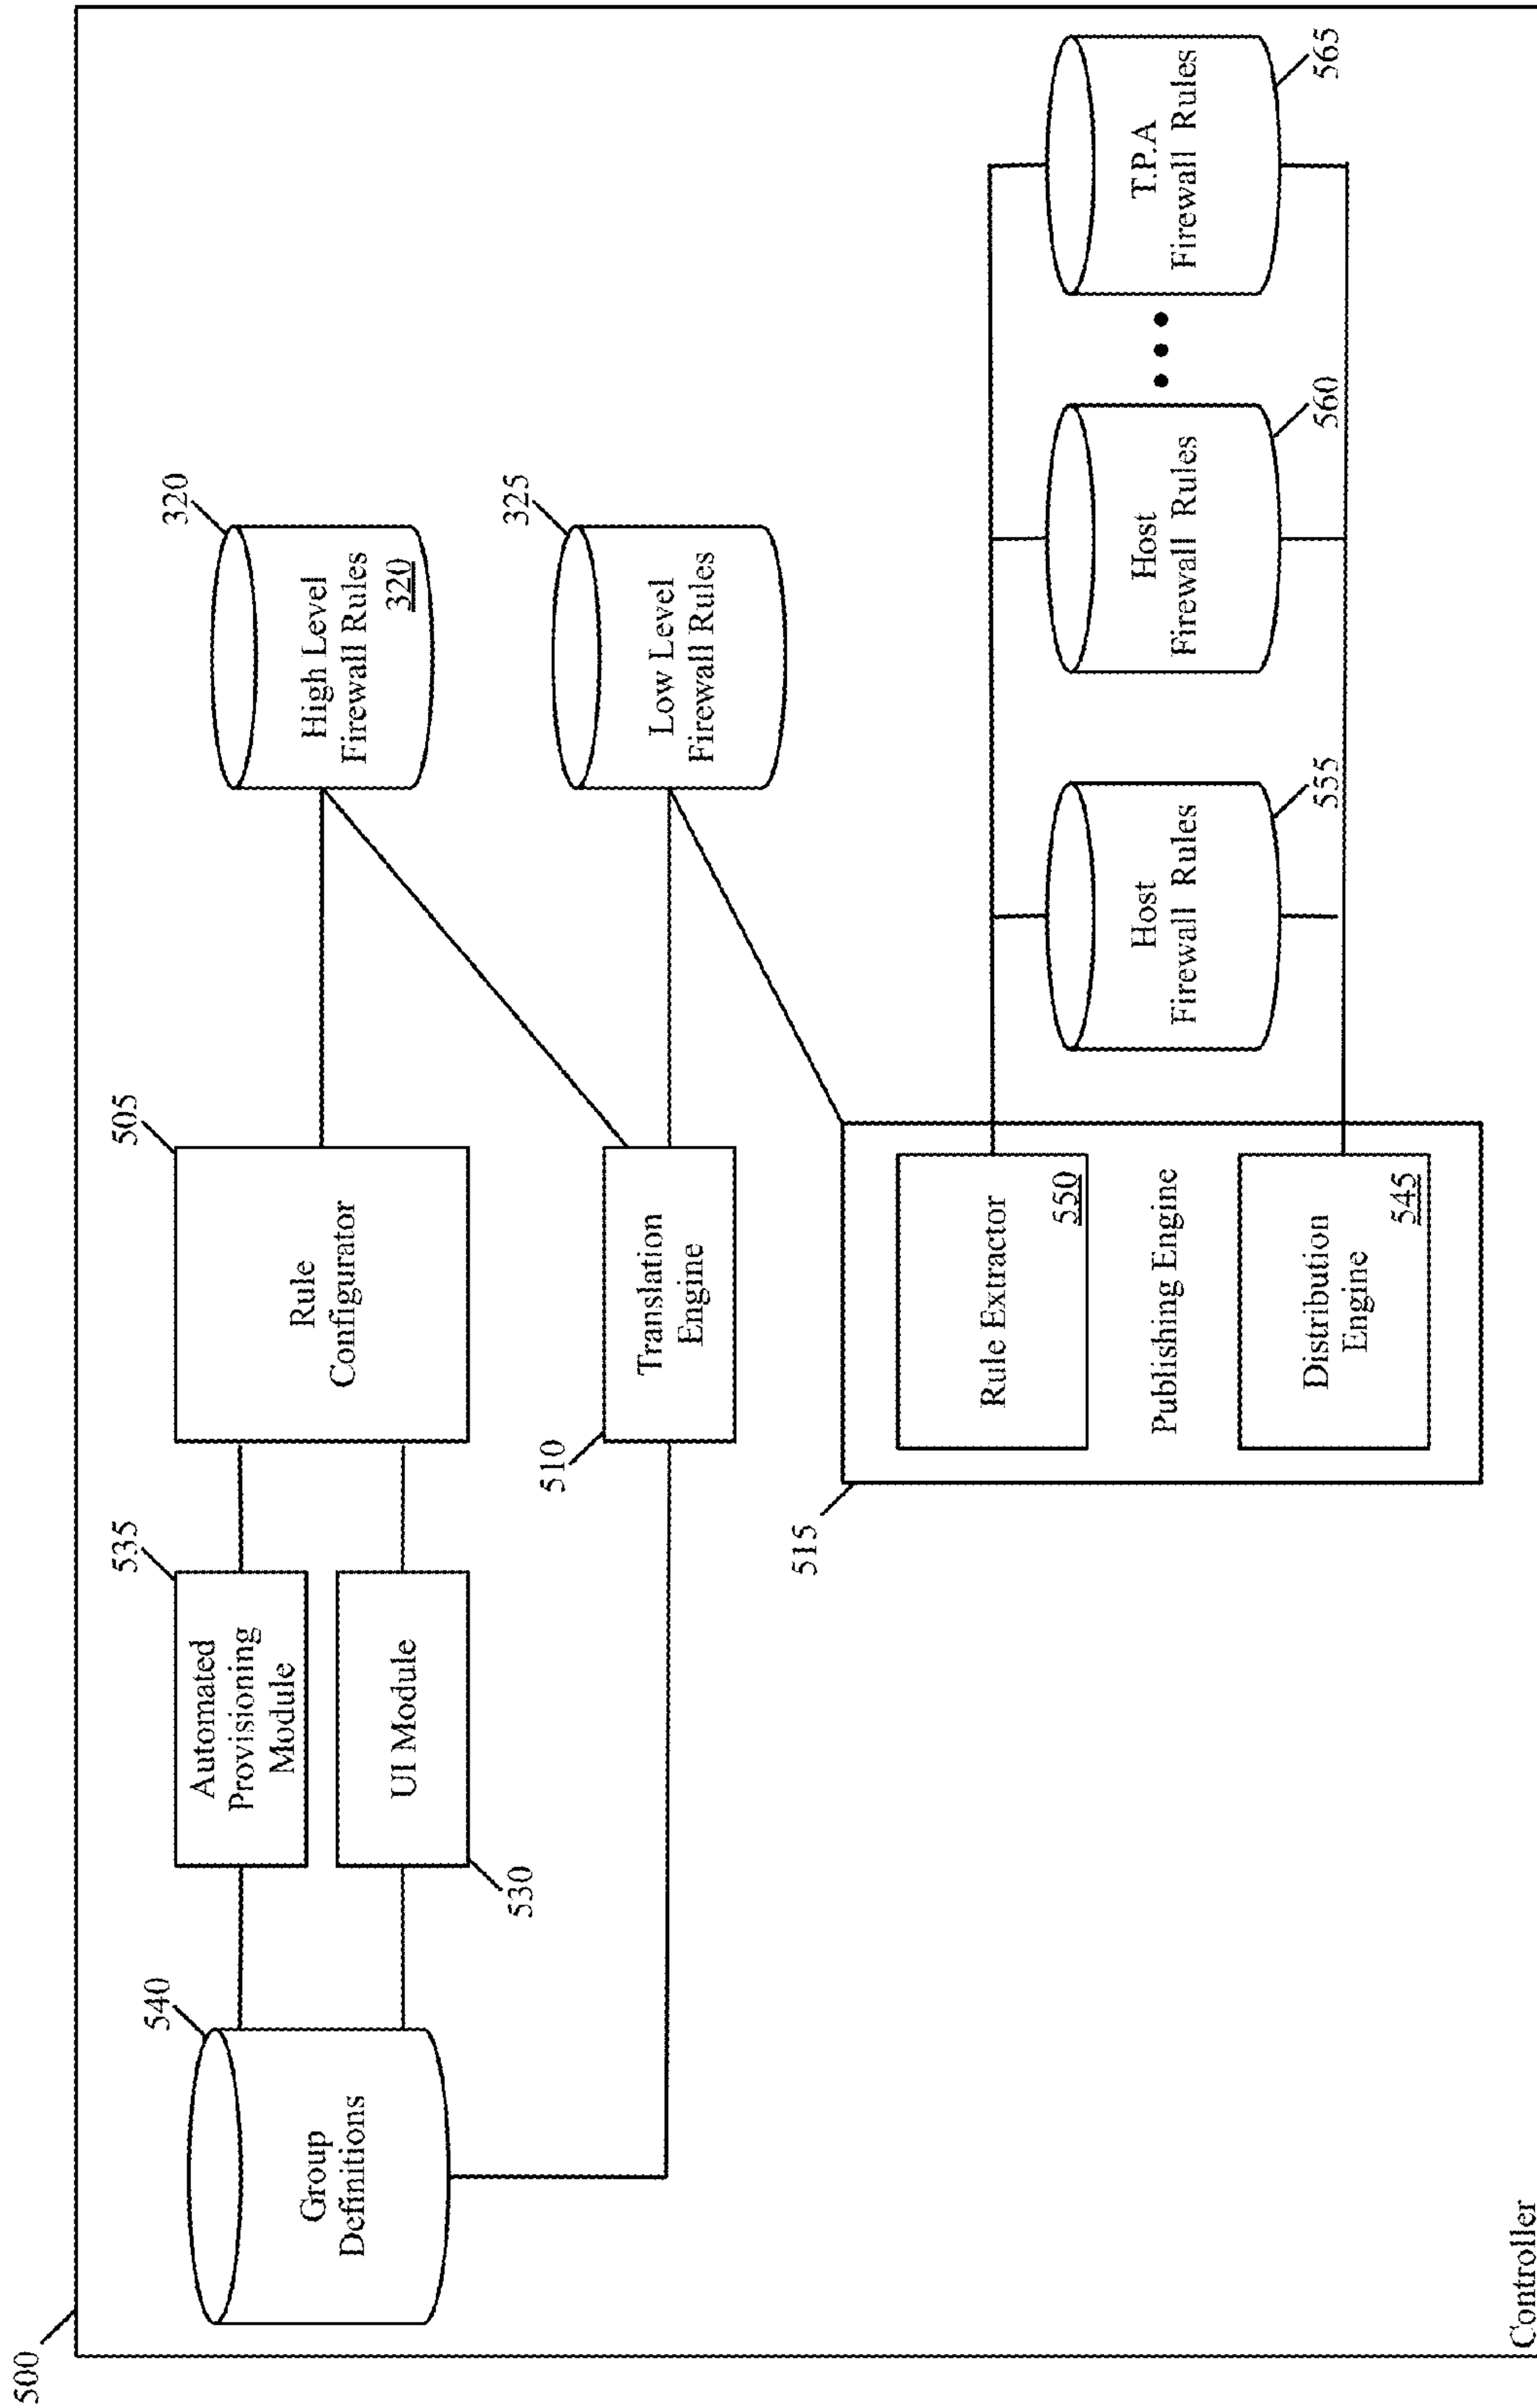 500
540
Group
Definitions
535
Automated
Provisioning
Module
UI Module
530
505
Rule
Configurator
320
High Level
Firewall Rules
320
510
Translation
Engine
325
Low Level
Firewall Rules
515
Rule Extractor
550
Publishing Engine
Distribution
Engine
545
Host
Firewall Rules
555
Host
Firewall Rules
560
T.P.A
Firewall Rules
565
Controller